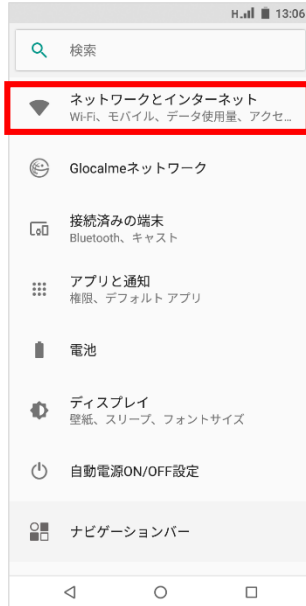 H 13:06
検索
ネットワークとインターネット
Wi-Fi、モバイル、データ使用量、アクセ...
Glocalmeネットワーク
接続済みの端末
Bluetooth、キャスト
アプリと通知
権限、デフォルト アプリ
電池
ディスプレイ
壁紙、スリープ、フォントサイズ
自動電源ON/OFF設定
ナビゲーションバー